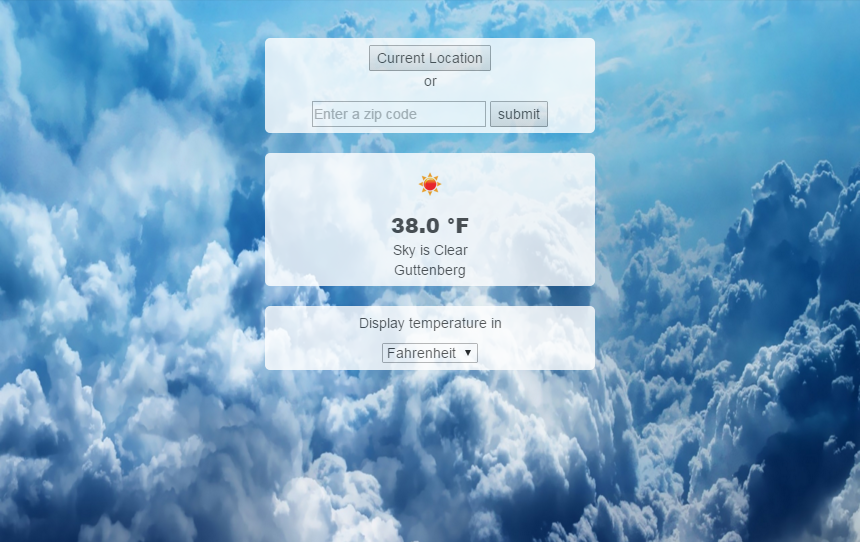 Current Location
or
Enter a zip code submit
38.0 °F
Sky is Clear
Guttenberg
Display temperature in
Fahrenheit